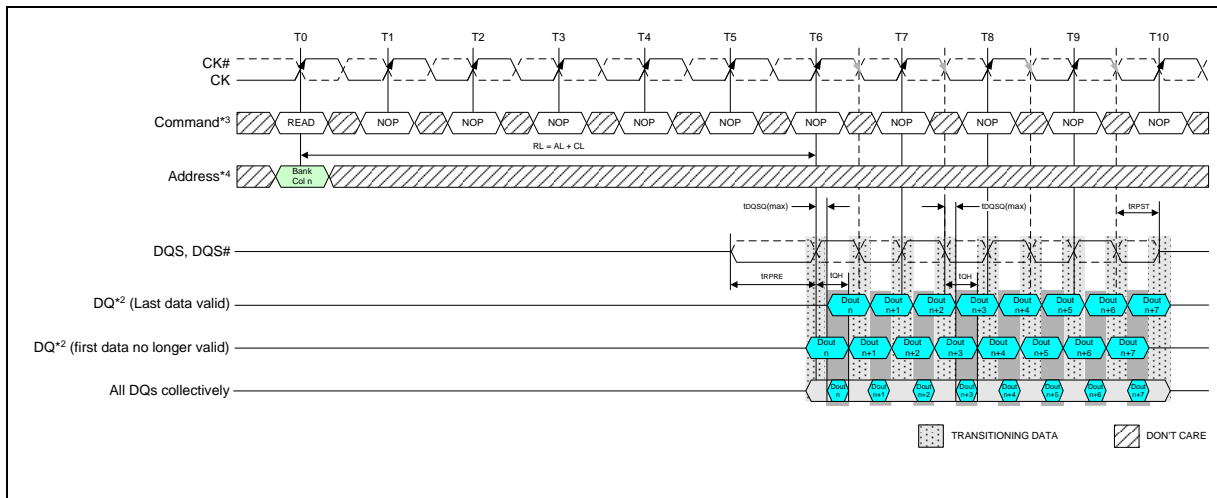 T0 T1 T2 T3 T4 T5 T6 T7 T8 T9 T10
CK#
CK
Command*3 READ NOP NOP NOP NOP NOP NOP NOP NOP NOP NOP
RL = AL + CL
Address*4 Bank
Col n
tDQSQ(max) tDQSQ(max) tRPST
DQS, DQS#
tRPRE tQH tQH
DQ*2 (Last data valid) Dout n Dout n+1 Dout n+2 Dout n+3 Dout n+4 Dout n+5 Dout n+6 Dout n+7
DQ*2 (first data no longer valid) Dout n Dout n+1 Dout n+2 Dout n+3 Dout n+4 Dout n+5 Dout n+6 Dout n+7
All DQs collectively Dout n Dout n+1 Dout n+2 Dout n+3 Dout n+4 Dout n+5 Dout n+6 Dout n+7
TRANSITIONING DATA DON'T CARE